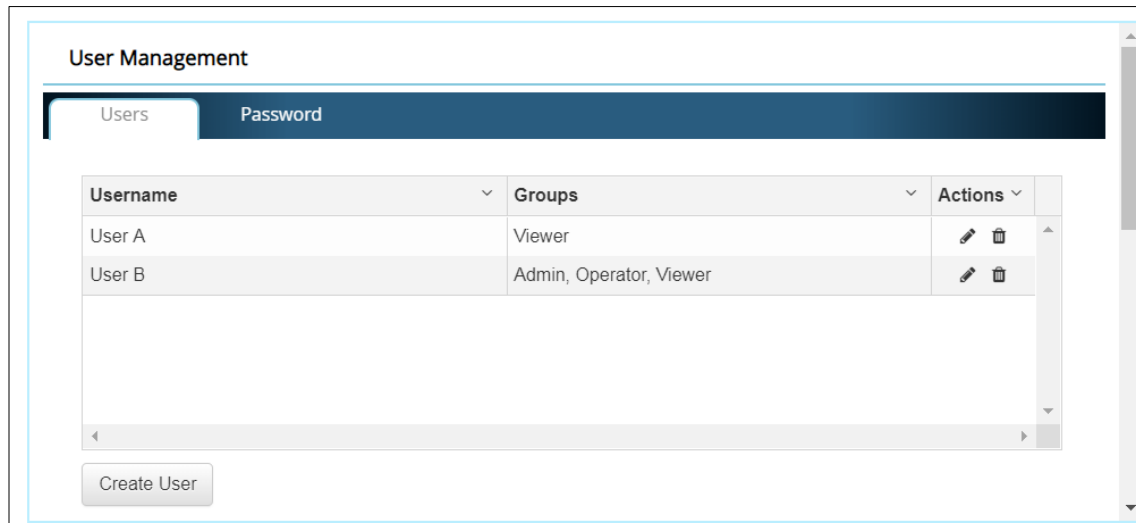 User Management
Users Password
Username Groups Actions
User A Viewer
User B Admin, Operator, Viewer
Create User